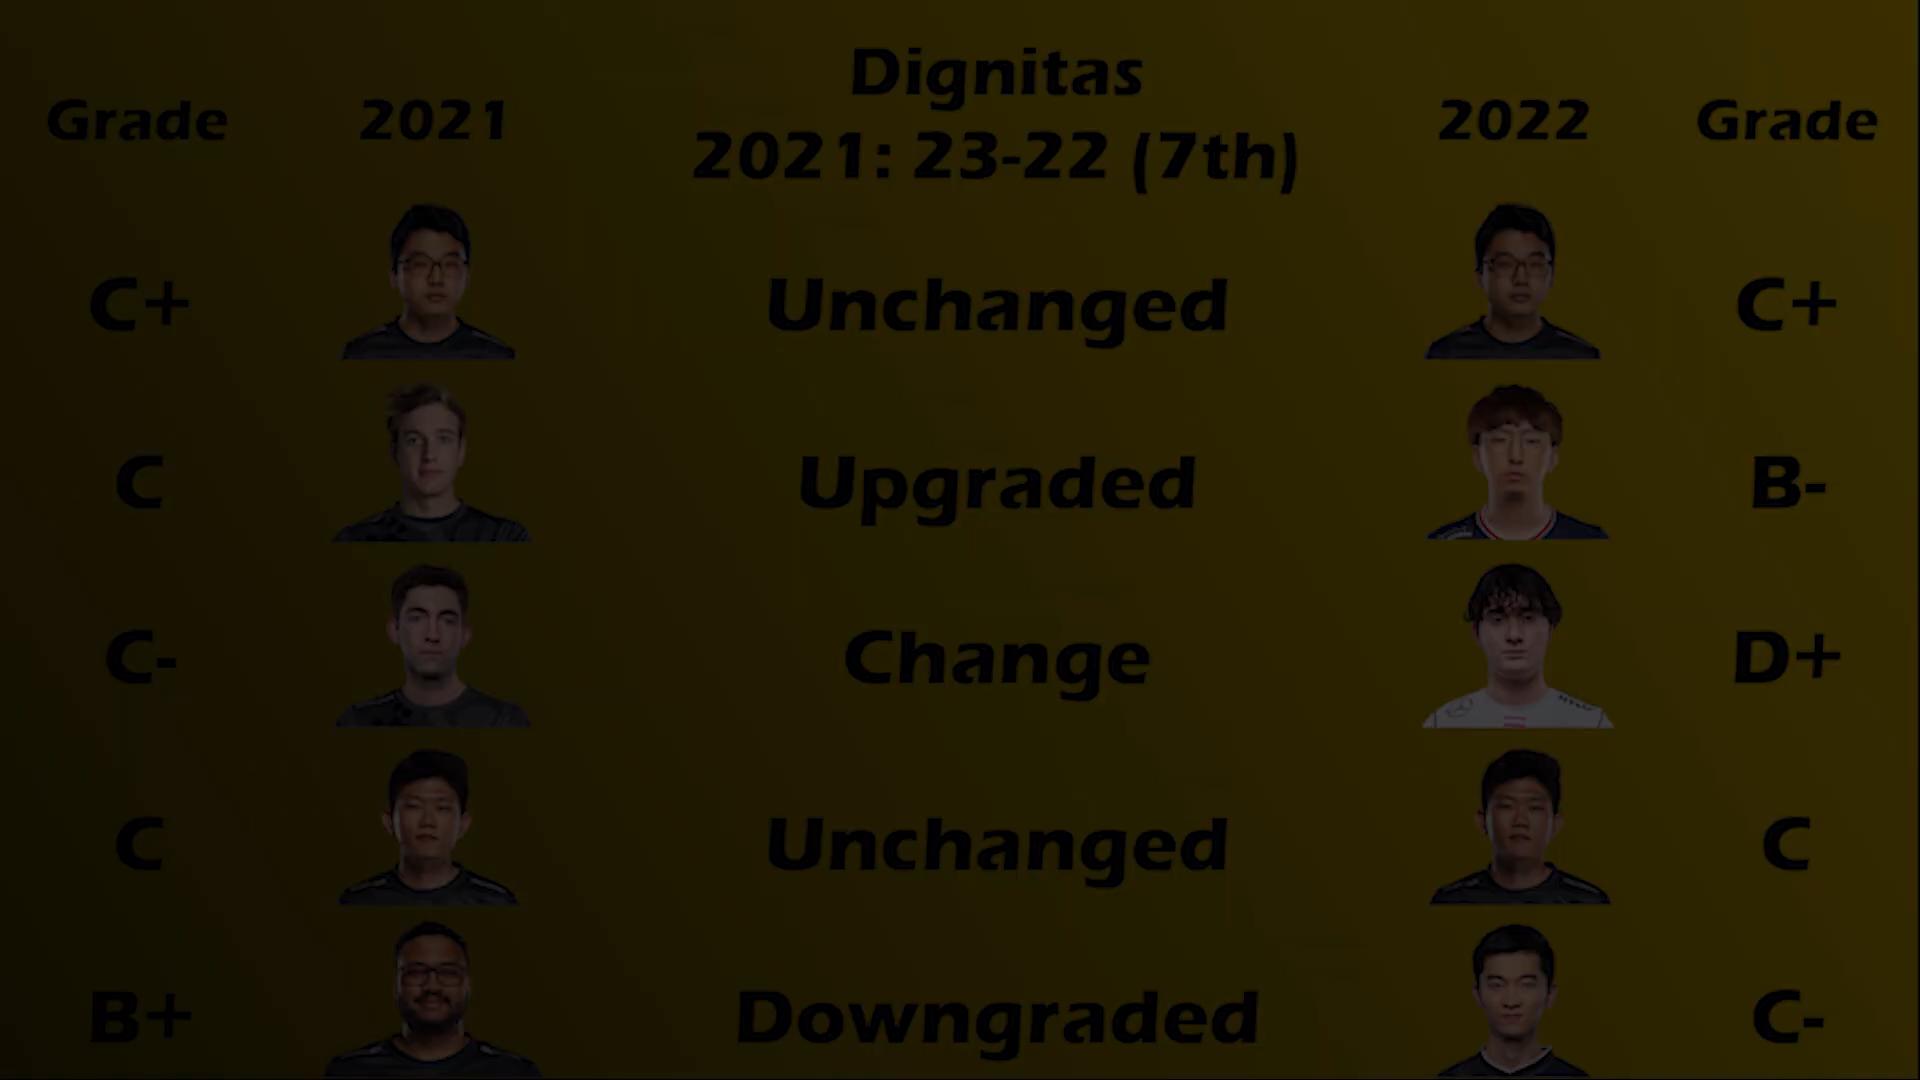 Dignitas
Grade 2021 2021: 23-22 (7th) 2022 Grade
C+ Unchanged C+
C Upgraded B-
C- Change D+
C Unchanged C
B+ Downgraded C-